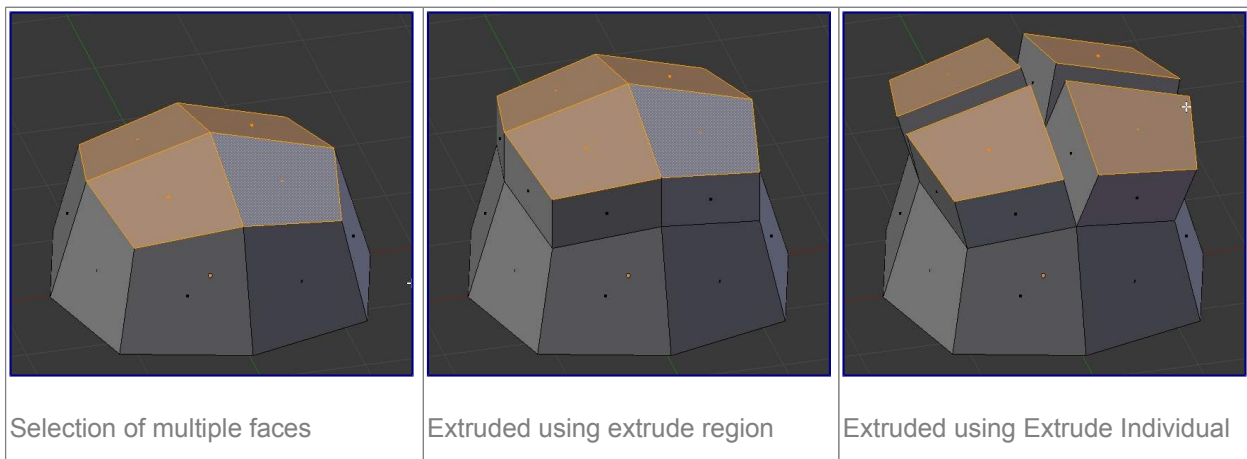 Selection of multiple faces
Extruded using extrude region
Extruded using Extrude Individual